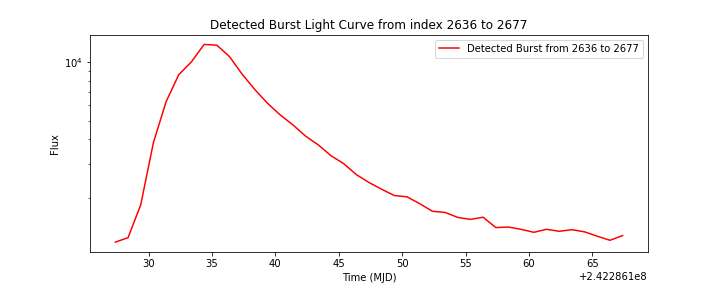 Detected Burst Light Curve from index 2636 to 2677
Detected Burst from 2636 to 2677
10⁴
Flux
30 35 40 45 50 55 60 65
Time (MJD)
+2.422861e8